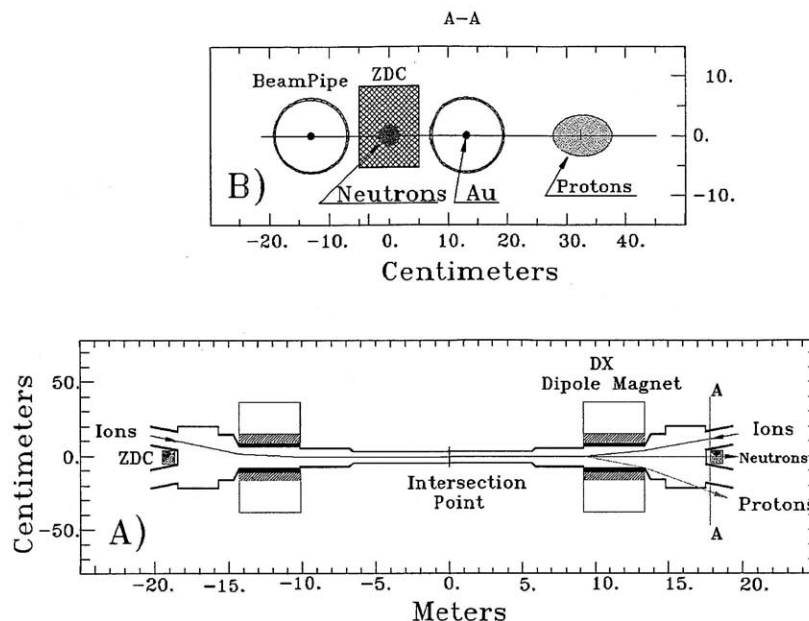 A-A
10.
0.
-10.
BeamPipe
ZDC
B)
Neutrons
Au
Protons
-20. -10. 0. 10. 20. 30. 40.
Centimeters
50.
0.
-50.
Centimeters
DX
Dipole Magnet
A
Ions
Ions
ZDC
Neutrons
Intersection
Point
Protons
A)
A
-20. -15. -10. -5. 0. 5. 10. 15. 20.
Meters